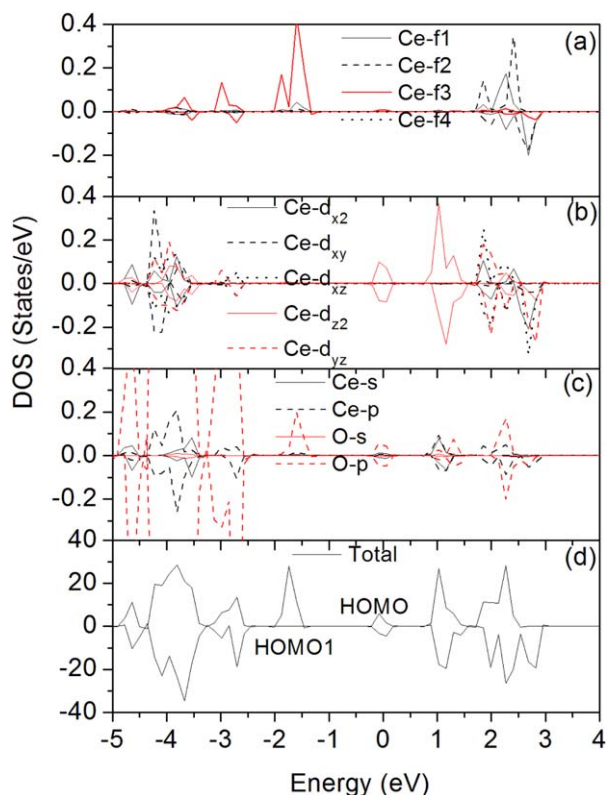 0.4
(a)
Ce-f1
0.2
Ce-f2
Ce-f3
0.0
Ce-f4
-0.2
0.4
(b)
Ce-dx2
0.2
Ce-dxy
0.0
Ce-dxz
Ce-dz2
-0.2
Ce-dyz
0.4
(c)
Ce-s
0.2
Ce-p
O-s
0.0
O-p
-0.2
40
(d)
Total
20
HOMO
0
HOMO1
-20
-40
-5 -4 -3 -2 -1 0 1 2 3 4
Energy (eV)
DOS (States/eV)